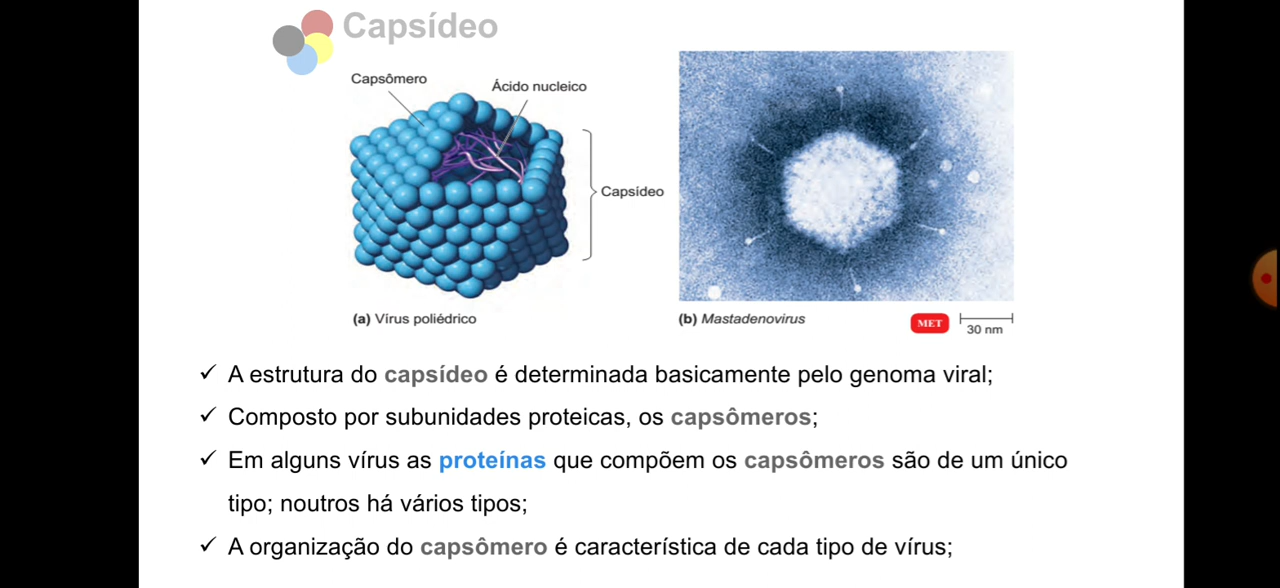 Capsídeo
Capsômero
Ácido nucleico
Capsídeo
(a) Vírus poliédrico
(b) Mastadenovirus
MET
30 nm
✓ A estrutura do capsídeo é determinada basicamente pelo genoma viral;
✓ Composto por subunidades proteicas, os capsômeros;
✓ Em alguns vírus as proteínas que compõem os capsômeros são de um único
tipo; noutros há vários tipos;
✓ A organização do capsômero é característica de cada tipo de vírus;